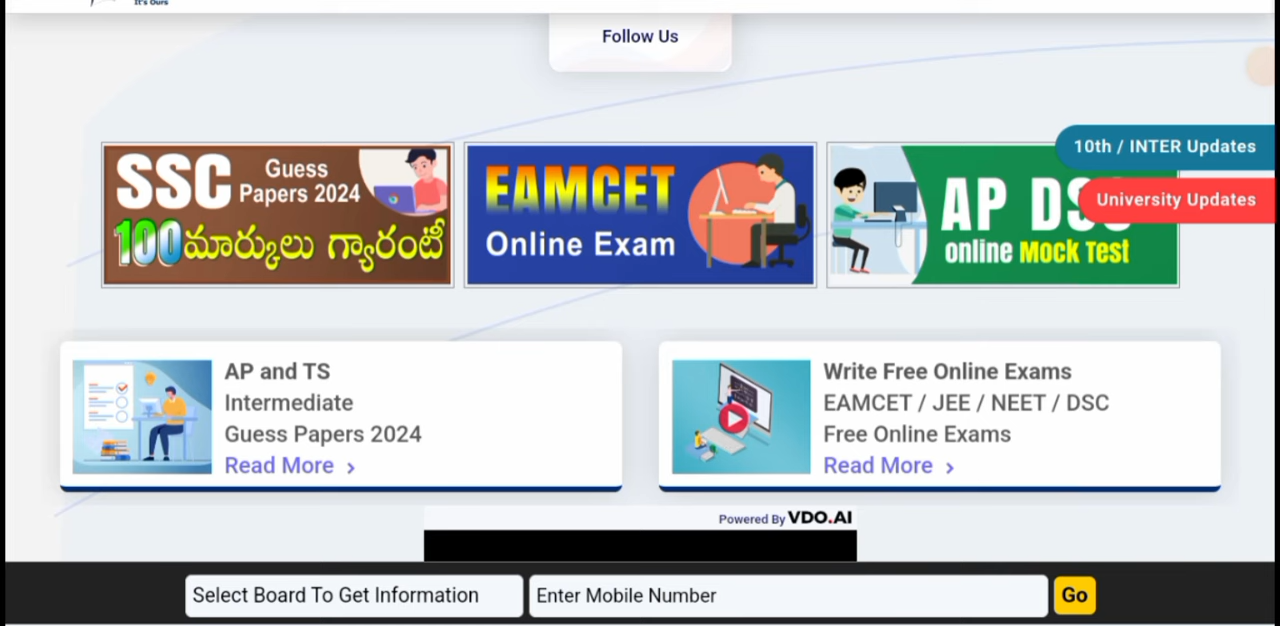 It's Ours
Follow Us
10th / INTER Updates
University Updates
SSC Guess Papers 2024
100 మార్కులు గ్యారంటీ
EAMCET
Online Exam
AP
online Mock Test
AP and TS
Intermediate
Guess Papers 2024
Read More
Write Free Online Exams
EAMCET / JEE / NEET / DSC
Free Online Exams
Read More
Powered By VDO.AI
Select Board To Get Information
Enter Mobile Number
Go